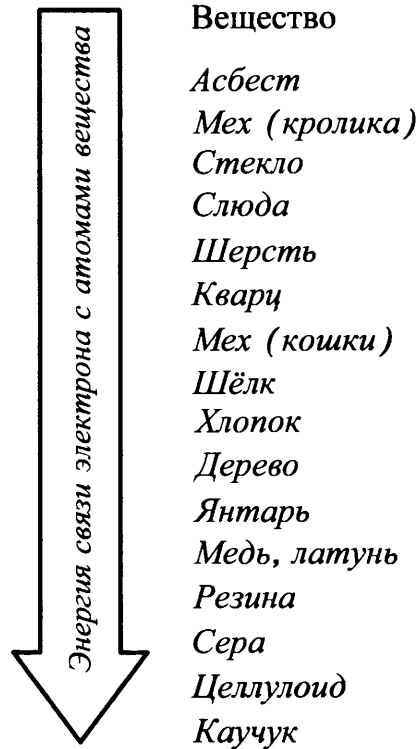 Энергия связи электрона с атомами вещества
Вещество
Асбест
Мех (кролика)
Стекло
Слюда
Шерсть
Кварц
Мех (кошки)
Шёлк
Хлопок
Дерево
Янтарь
Медь, латунь
Резина
Сера
Целлулоид
Каучук